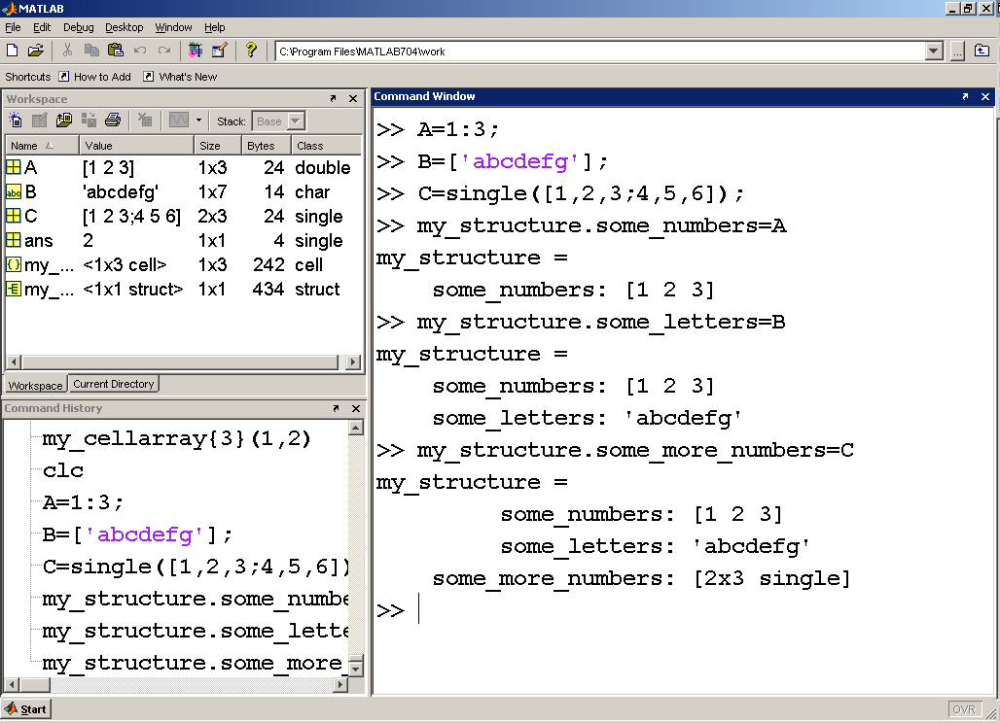 MATLAB
File Edit Debug Desktop Window Help
C:\Program Files\MATLAB704\work
...
Shortcuts How to Add What's New
Workspace
Stack: Base
Name Value Size Bytes Class
A [1 2 3] 1x3 24 double
abc B 'abcdefg' 1x7 14 char
C [1 2 3;4 5 6] 2x3 24 single
ans 2 1x1 4 single
{} my_... <1x3 cell> 1x3 242 cell
my_... <1x1 struct> 1x1 434 struct
Workspace Current Directory
Command History
my_cellarray{3}(1,2)
clc
A=1:3;
B=['abcdefg'];
C=single([1,2,3;4,5,6])
my_structure.some_numbe
my_structure.some_lette
my_structure.some_more_
Command Window
>> A=1:3;
>> B=['abcdefg'];
>> C=single([1,2,3;4,5,6]);
>> my_structure.some_numbers=A
my_structure =
some_numbers: [1 2 3]
>> my_structure.some_letters=B
my_structure =
some_numbers: [1 2 3]
some_letters: 'abcdefg'
>> my_structure.some_more_numbers=C
my_structure =
some_numbers: [1 2 3]
some_letters: 'abcdefg'
some_more_numbers: [2x3 single]
>>
Start
OVR